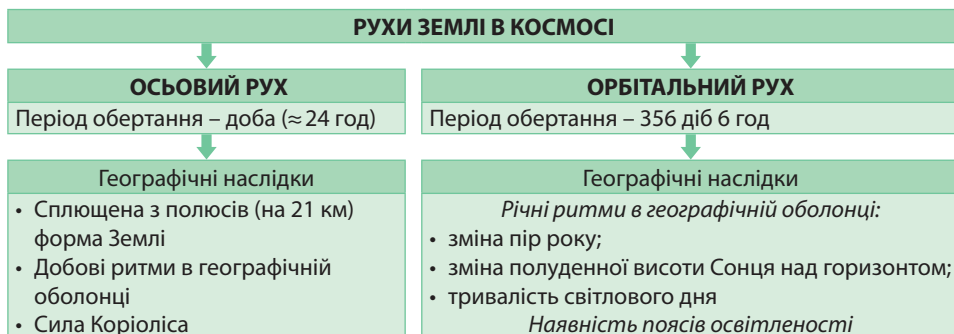 РУХИ ЗЕМЛІ В КОСМОСІ
ОСЬОВИЙ РУХ
Період обертання – доба (≈ 24 год)
Географічні наслідки
• Сплющена з полюсів (на 21 км)
форма Землі
• Добові ритми в географічній
оболонці
• Сила Коріоліса
ОРБІТАЛЬНИЙ РУХ
Період обертання – 356 діб 6 год
Географічні наслідки
Річні ритми в географічній оболонці:
• зміна пір року;
• зміна полуденної висоти Сонця над горизонтом;
• тривалість світлового дня
Наявність поясів освітленості